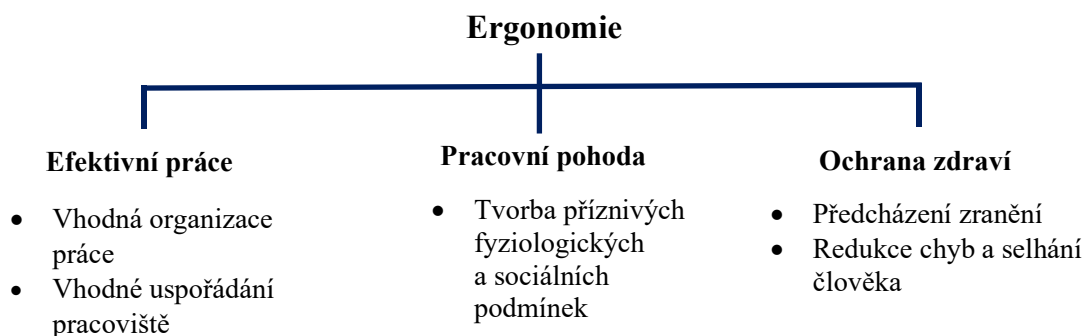 Ergonomie
Efektivní práce
• Vhodná organizace
práce
• Vhodné uspořádání
pracoviště
Pracovní pohoda
• Tvorba příznivých
fyziologických
a sociálních
podmínek
Ochrana zdraví
• Předcházení zranění
• Redukce chyb a selhání
člověka